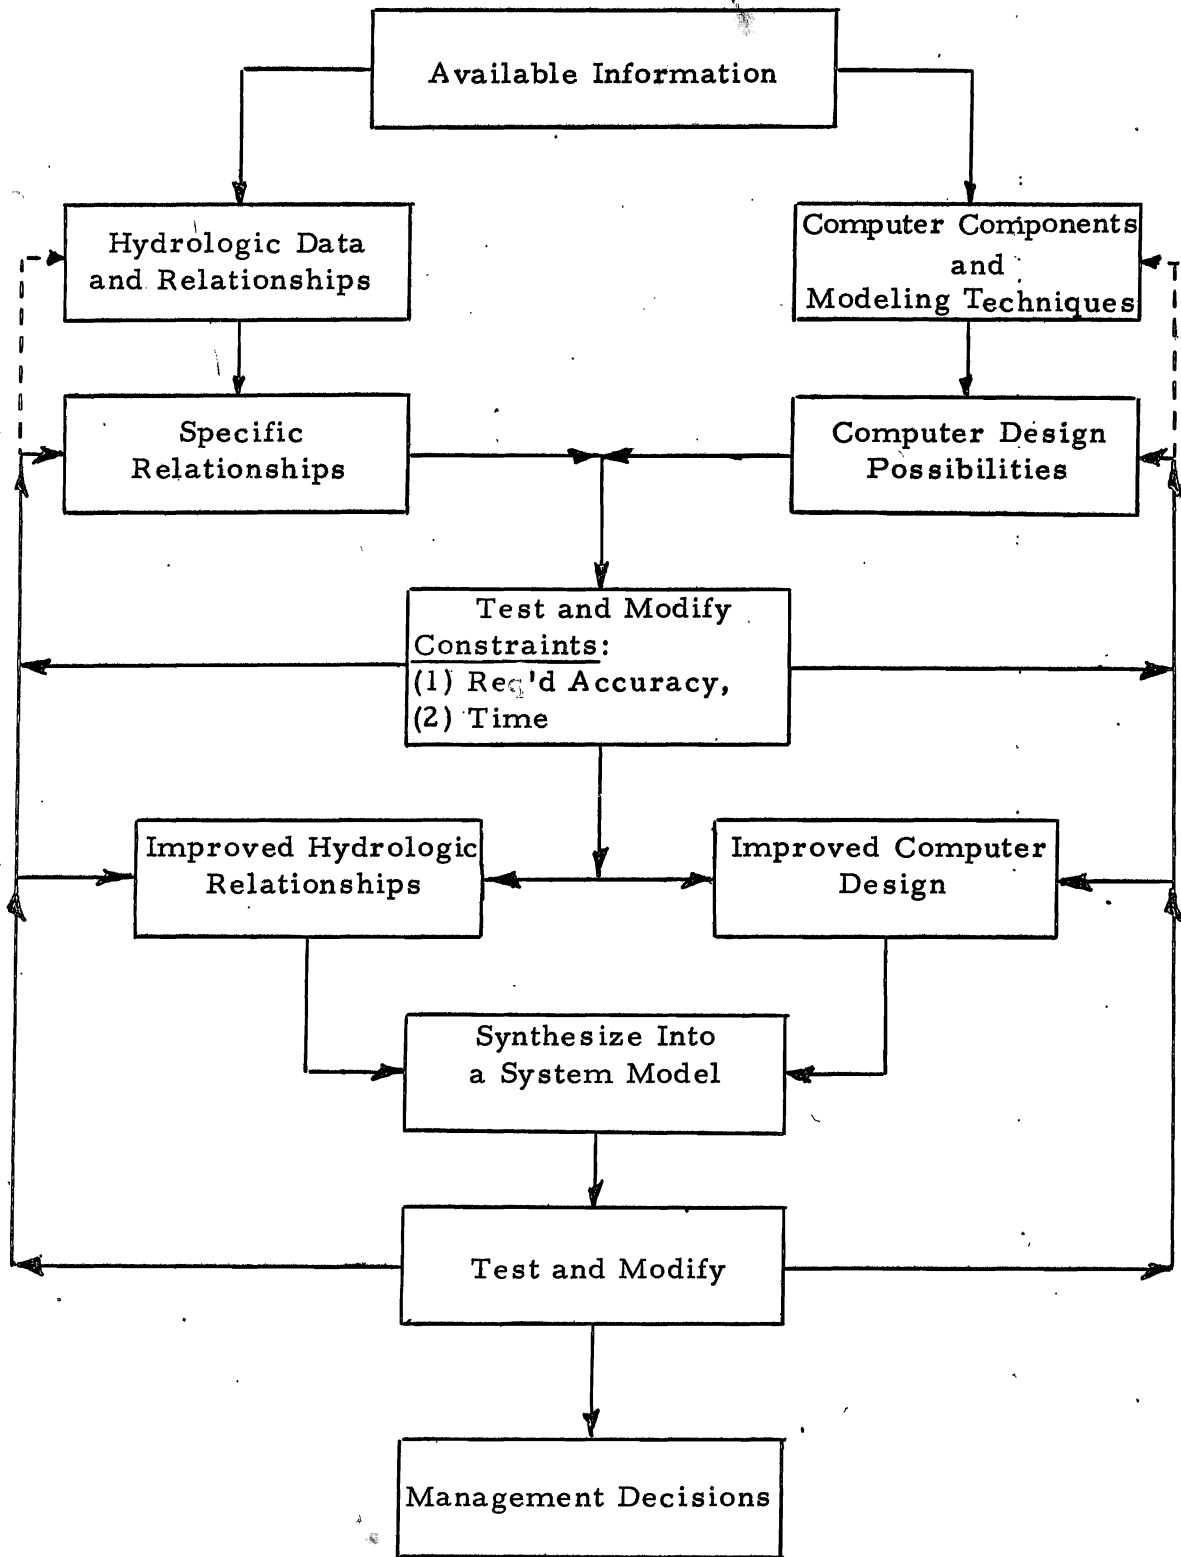 Available Information
Hydrologic Data
and Relationships
Computer Components
and
Modeling Techniques
Specific
Relationships
Computer Design
Possibilities
Test and Modify
Constraints:
(1) Req'd Accuracy,
(2) Time
Improved Hydrologic
Relationships
Improved Computer
Design
Synthesize Into
a System Model
Test and Modify
Management Decisions